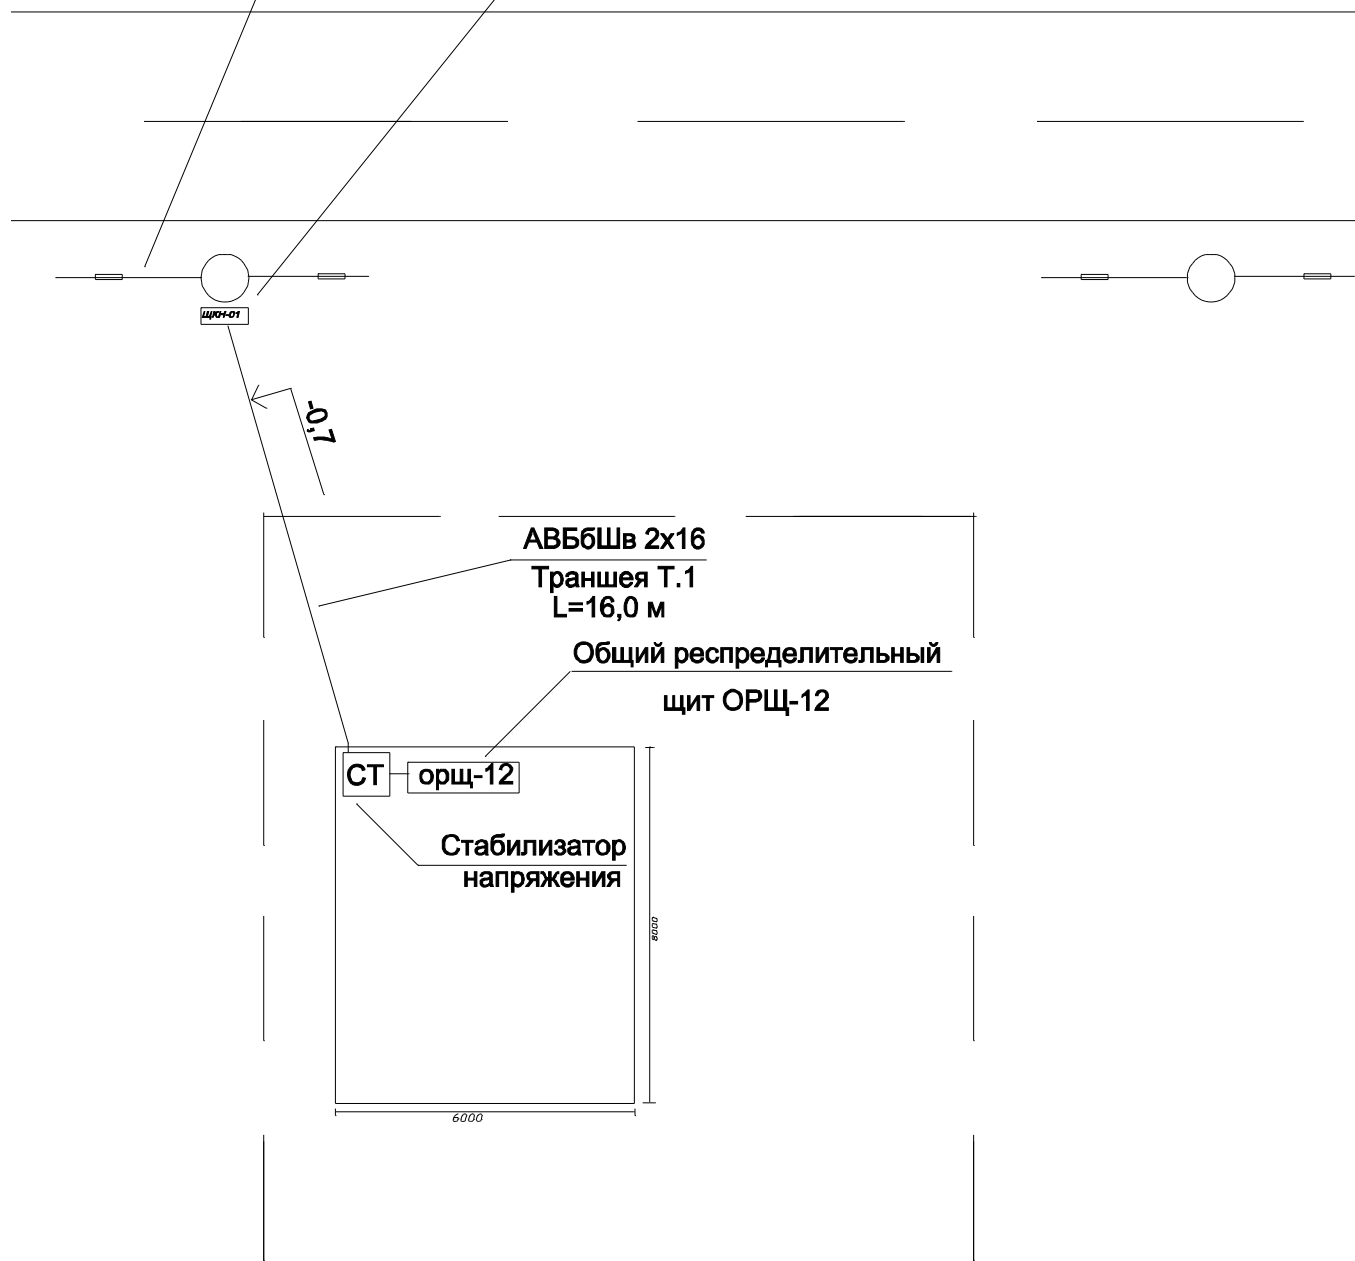 ЩКН-01
-0,7
АВБбШв 2х16
Траншея Т.1
L=16,0 м
Общий респределительный
щит ОРЩ-12
СТ
орщ-12
Стабилизатор
напряжения
8000
6000